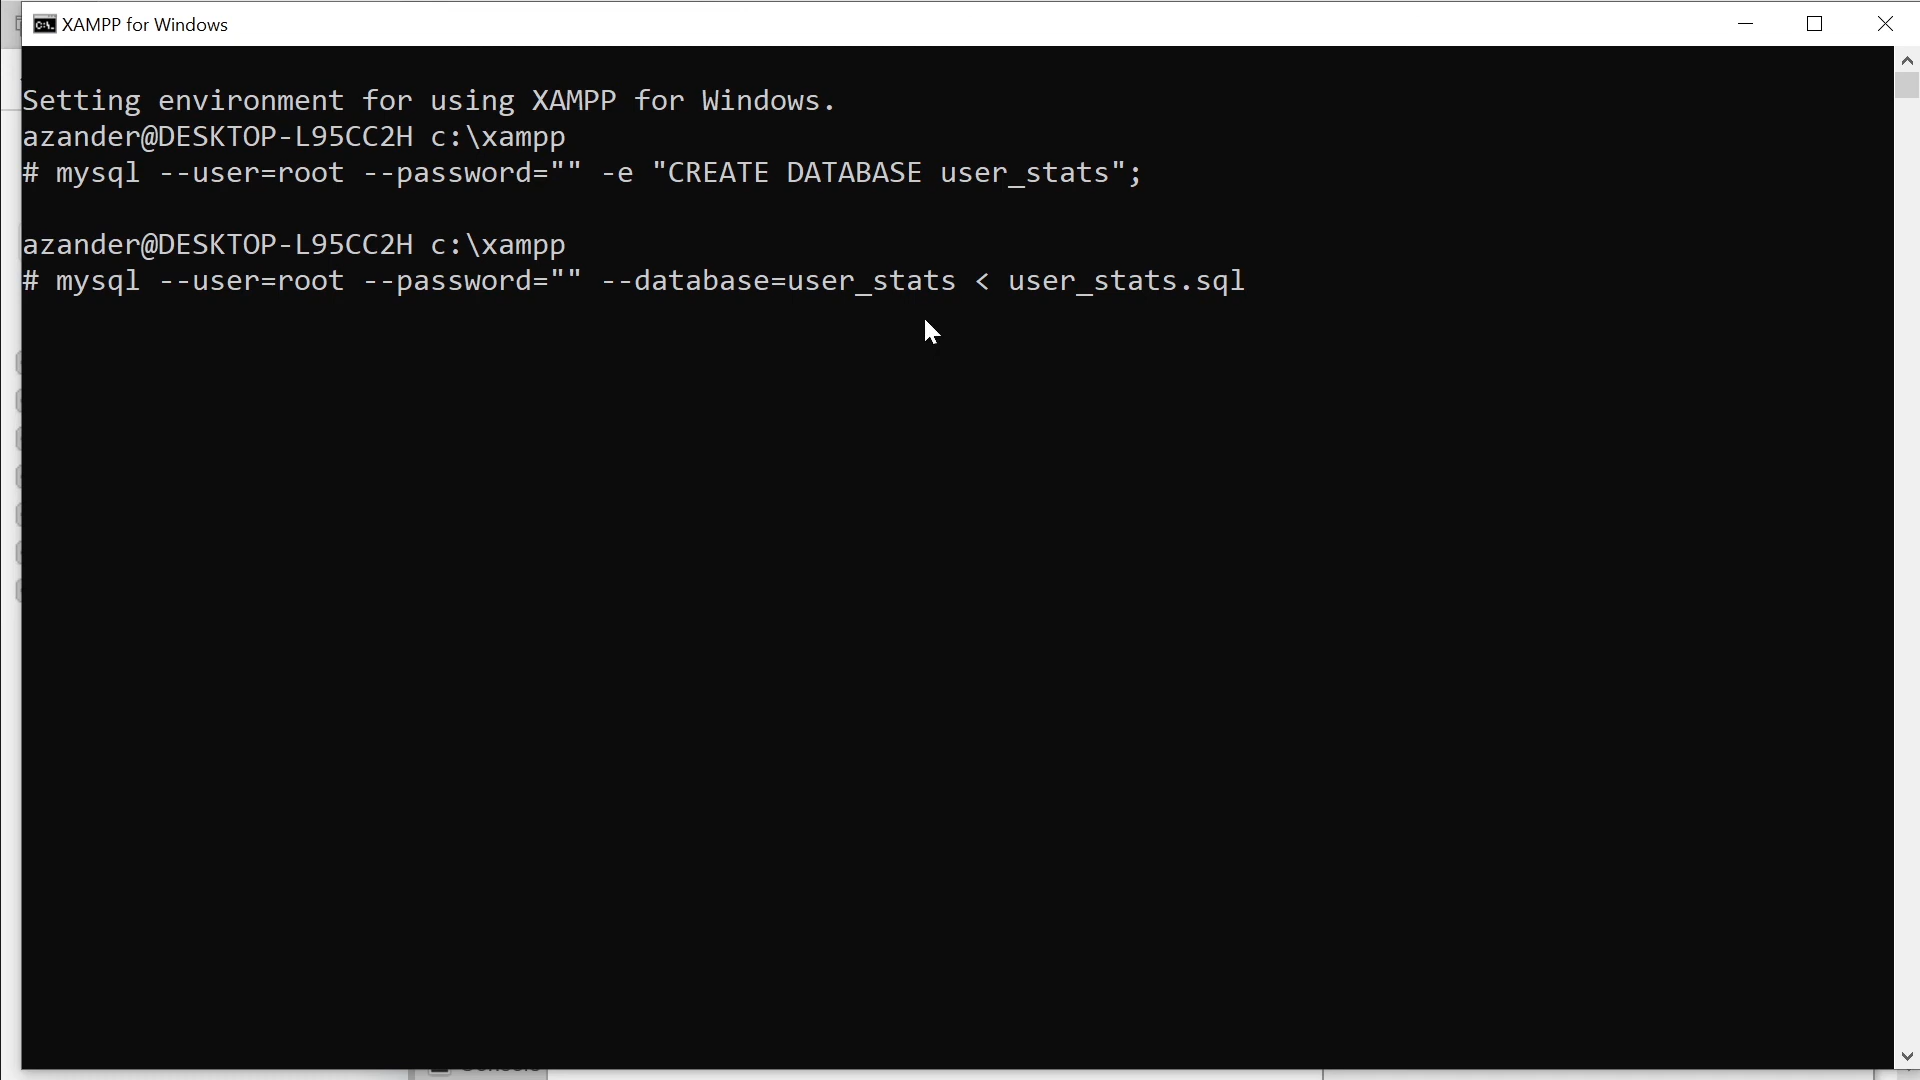 XAMPP for Windows
Setting environment for using XAMPP for Windows.
azander@DESKTOP-L95CC2H c:\xampp
# mysql --user=root --password="" -e "CREATE DATABASE user_stats";
azander@DESKTOP-L95CC2H c:\xampp
# mysql --user=root --password="" --database=user_stats < user_stats.sql